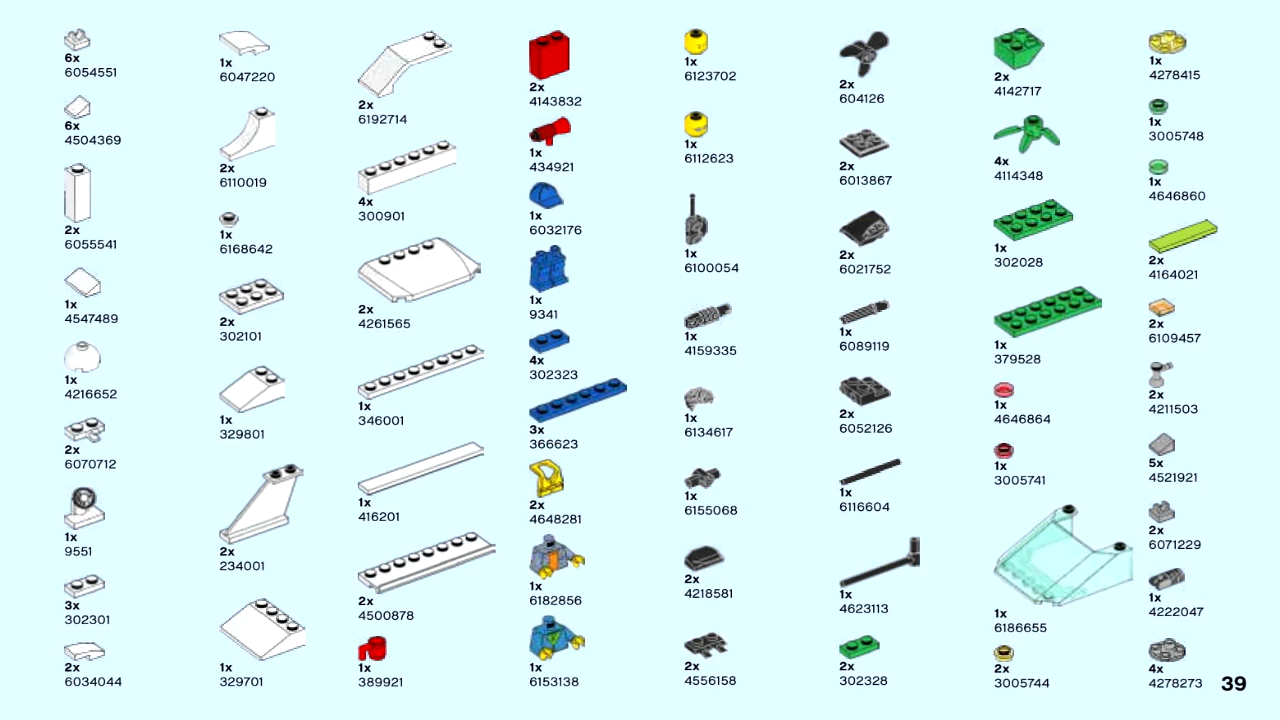 6x
6054551
6x
4504369
2x
6055541
1x
4547489
1x
4216652
2x
6070712
1x
9551
3x
302301
2x
6034044
1x
6047220
2x
6110019
1x
6168642
2x
302101
1x
329801
2x
234001
1x
329701
2x
6192714
4x
300901
2x
4261565
1x
346001
1x
416201
2x
4500878
1x
389921
2x
4143832
1x
434921
1x
6032176
1x
9341
4x
302323
3x
366623
2x
4648281
1x
6182856
1x
6153138
1x
6123702
1x
6112623
1x
6100054
1x
4159335
1x
6134617
1x
6155068
2x
4218581
2x
4556158
2x
604126
2x
6013867
2x
6021752
1x
6089119
2x
6052126
1x
6116604
1x
4623113
2x
302328
2x
4142717
4x
4114348
1x
302028
1x
379528
1x
4646864
1x
3005741
1x
6186655
2x
3005744
1x
4278415
1x
3005748
1x
4646860
2x
4164021
2x
6109457
2x
4211503
5x
4521921
2x
6071229
1x
4222047
4x
4278273
39